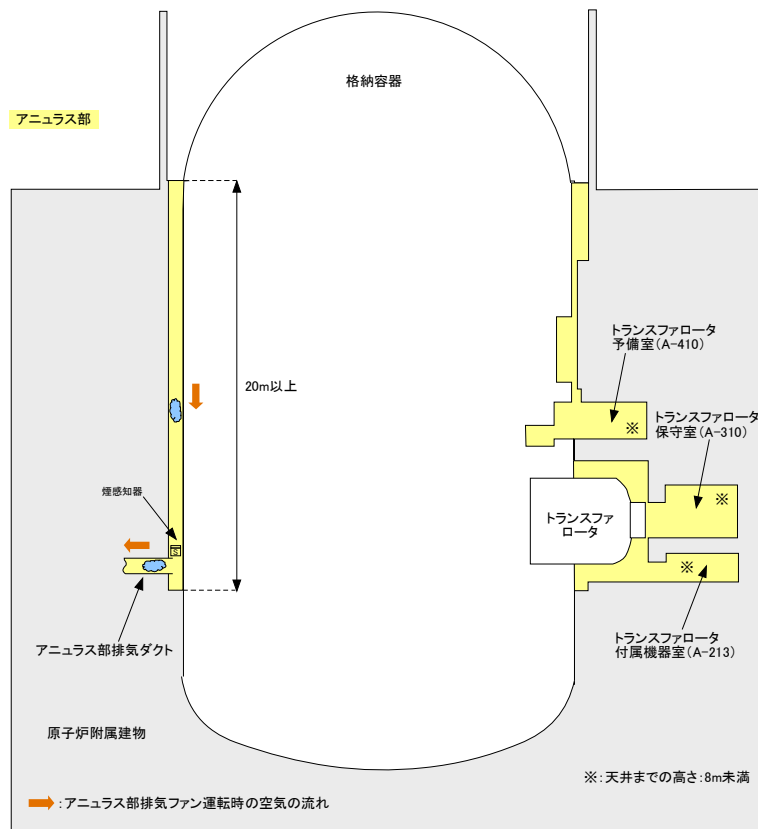 格納容器
アニュラス部
トランスファロータ
予備室(A-410)
20m以上
トランスファロータ
保守室(A-310)
※
※
煙感知器
トランスファ
ロータ
※
アニュラス部排気ダクト
トランスファロータ
付属機器室(A-213)
原子炉附属建物
※:天井までの高さ:8m未満
:アニュラス部排気ファン運転時の空気の流れ